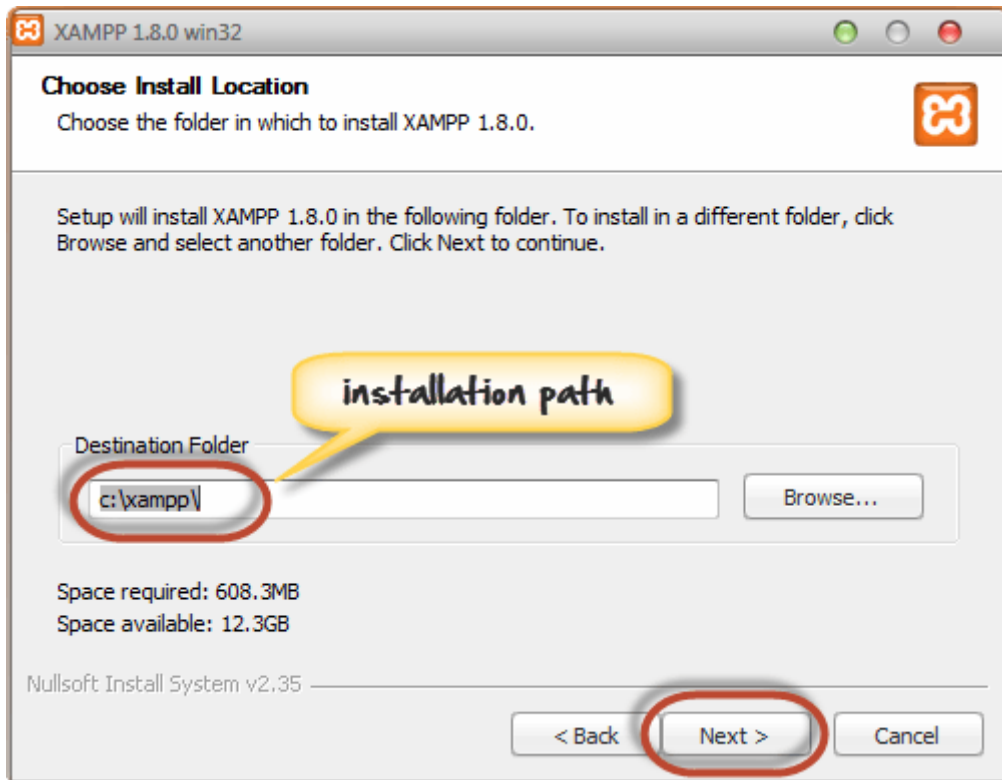 XAMPP 1.8.0 win32
Choose Install Location
Choose the folder in which to install XAMPP 1.8.0.
Setup will install XAMPP 1.8.0 in the following folder. To install in a different folder, click
Browse and select another folder. Click Next to continue.
installation path
Destination Folder
c:\xampp\
Browse...
Space required: 608.3MB
Space available: 12.3GB
Nullsoft Install System v2.35
< Back
Next >
Cancel